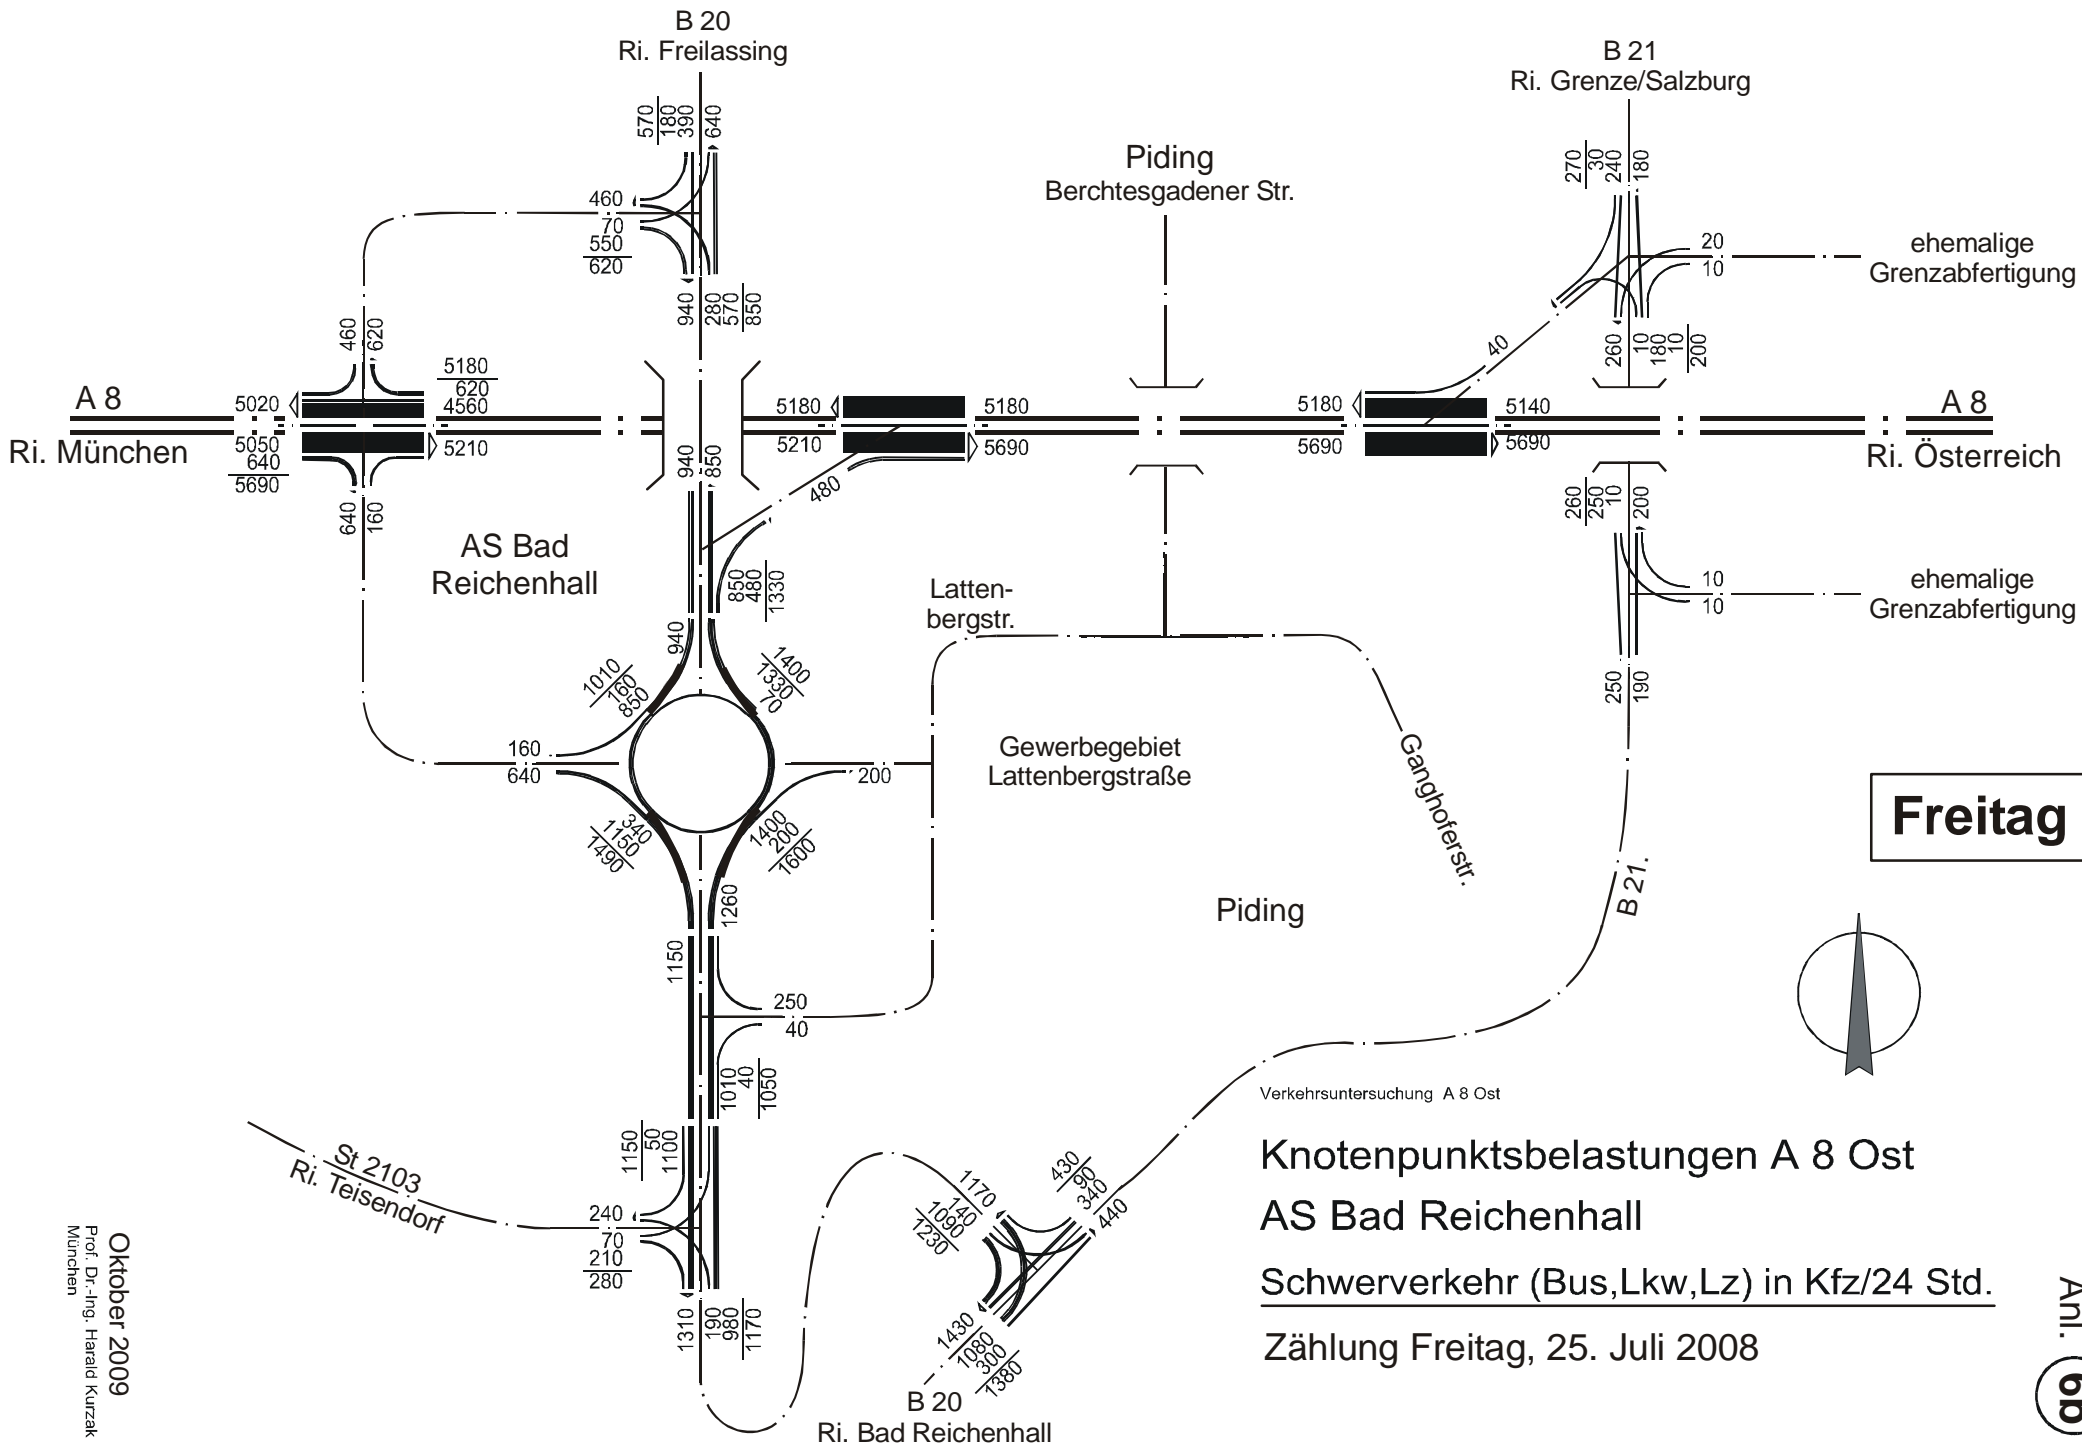 B 20
Ri. Freilassing
570
180
390
640
460
70
550
620
940
280
570
850
B 21
Ri. Grenze/Salzburg
270
30
240
180
20
10
ehemalige
Grenzabfertigung
40
260
10
180
10
200
Piding
Berchtesgadener Str.
460
620
5180
620
4560
5210
A 8
Ri. München
5020
5050
640
5690
640
160
5180
5210
5180
5690
480
5180
5690
5140
5690
A 8
Ri. Österreich
940
850
AS Bad
Reichenhall
850
480
1330
940
260
250
10
200
10
10
ehemalige
Grenzabfertigung
250
190
Latten-
bergstr.
1010
160
850
1400
1330
70
160
640
200
340
1150
1490
1400
200
1600
Gewerbegebiet
Lattenbergstraße
Ganghoferstr.
Freitag
B 21.
Piding
1260
1150
250
40
1010
40
1050
1150
50
1100
St 2103
Ri. Teisendorf
240
70
210
280
1310
190
980
1170
1170
140
1090
1230
430
90
340
440
1430
1080
300
1380
B 20
Ri. Bad Reichenhall
Verkehrsuntersuchung A 8 Ost
Knotenpunktsbelastungen A 8 Ost
AS Bad Reichenhall
Schwerverkehr (Bus,Lkw,Lz) in Kfz/24 Std.
Zählung Freitag, 25. Juli 2008
Oktober 2009
Prof. Dr.-Ing. Harald Kurzak
München
Anl.
6b